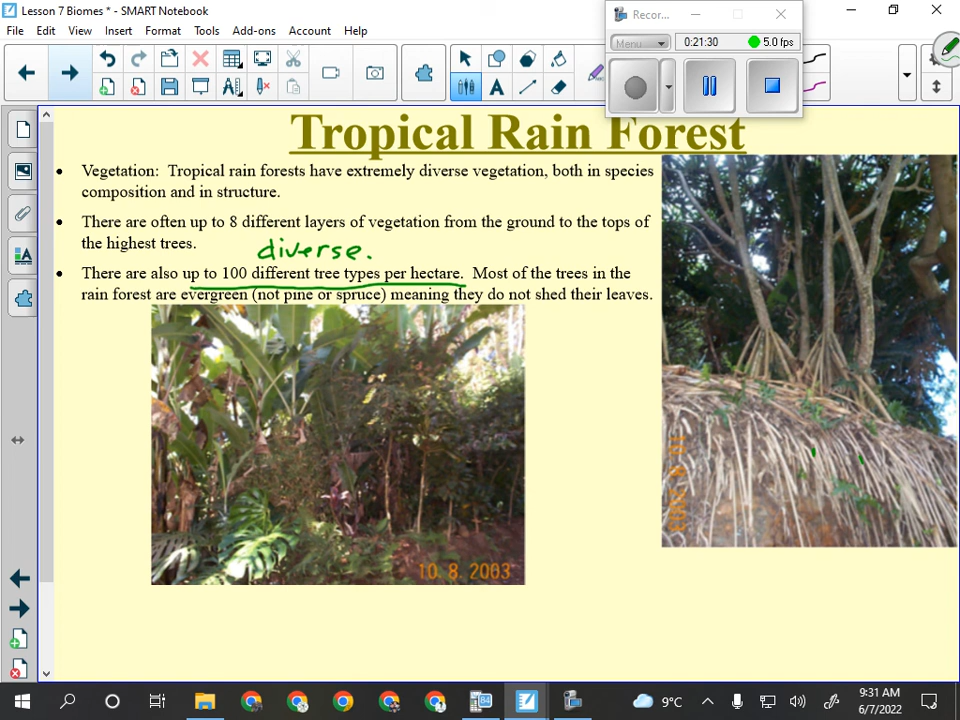 Lesson 7 Biomes * - SMART Notebook
Recor...
File Edit View Insert Format Tools Add-ons Account Help
Menu 0:21:30 5.0 fps
Tropical Rain Forest
• Vegetation: Tropical rain forests have extremely diverse vegetation, both in species
composition and in structure.
• There are often up to 8 different layers of vegetation from the ground to the tops of
the highest trees.
diverse.
• There are also up to 100 different tree types per hectare. Most of the trees in the
rain forest are evergreen (not pine or spruce) meaning they do not shed their leaves.
10. 8. 2003
10. 8. 2003
9°C
9:31 AM
6/7/2022